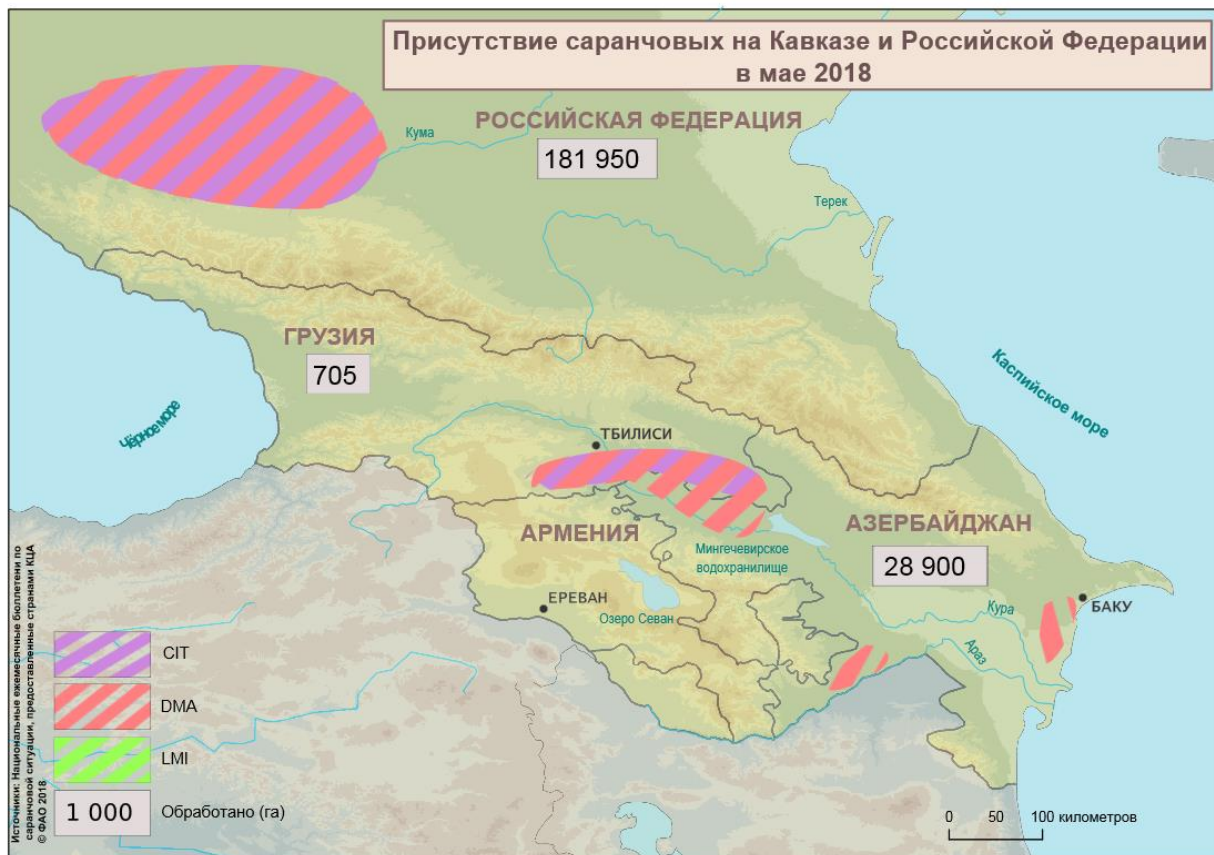 Присутствие саранчовых на Кавказе и Российской Федерации
в мае 2018
РОССИЙСКАЯ ФЕДЕРАЦИЯ
181 950
Кума
Терек
ГРУЗИЯ
705
Каспийское море
Чёрное море
ТБИЛИСИ
АРМЕНИЯ
АЗЕРБАЙДЖАН
28 900
Мингечевирское
водохранилище
ЕРЕВАН
Озеро Севан
Кура
БАКУ
Араз
CIT
DMA
LMI
1 000
Обработано (га)
0 50 100 километров
Источники: Национальные ежемесячные бюллетени по
саранчовой ситуации, предоставленные странами КЦА
© ФАО 2018